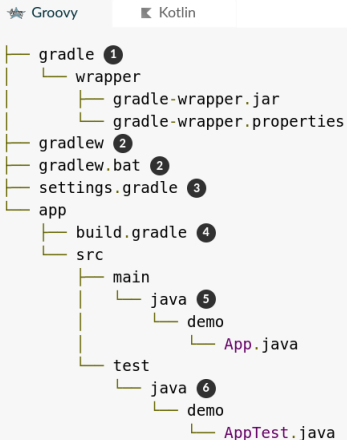 Groovy Kotlin
├── gradle 1
│   └── wrapper
│       ├── gradle-wrapper.jar
│       └── gradle-wrapper.properties
├── gradlew 2
├── gradlew.bat 2
├── settings.gradle 3
└── app
    ├── build.gradle 4
    └── src
        ├── main
        │   └── java 5
        │       └── demo
        │           └── App.java
        └── test
            └── java 6
                └── demo
                    └── AppTest.java